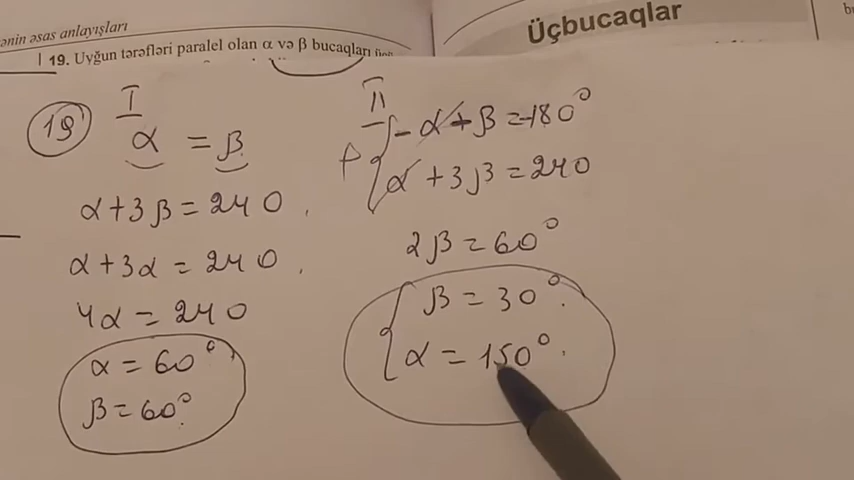 ənin əsas anlayışları
Üçbucaqlar
19. Uyğun tərəfləri paralel olan α və β bucaqları üçün
19
I
α = β
α + 3β = 240
α + 3α = 240
4α = 240
α = 60°
β = 60°
II
- α + β = -180°
α + 3β = 240
2β = 60°
β = 30°.
α = 150°.